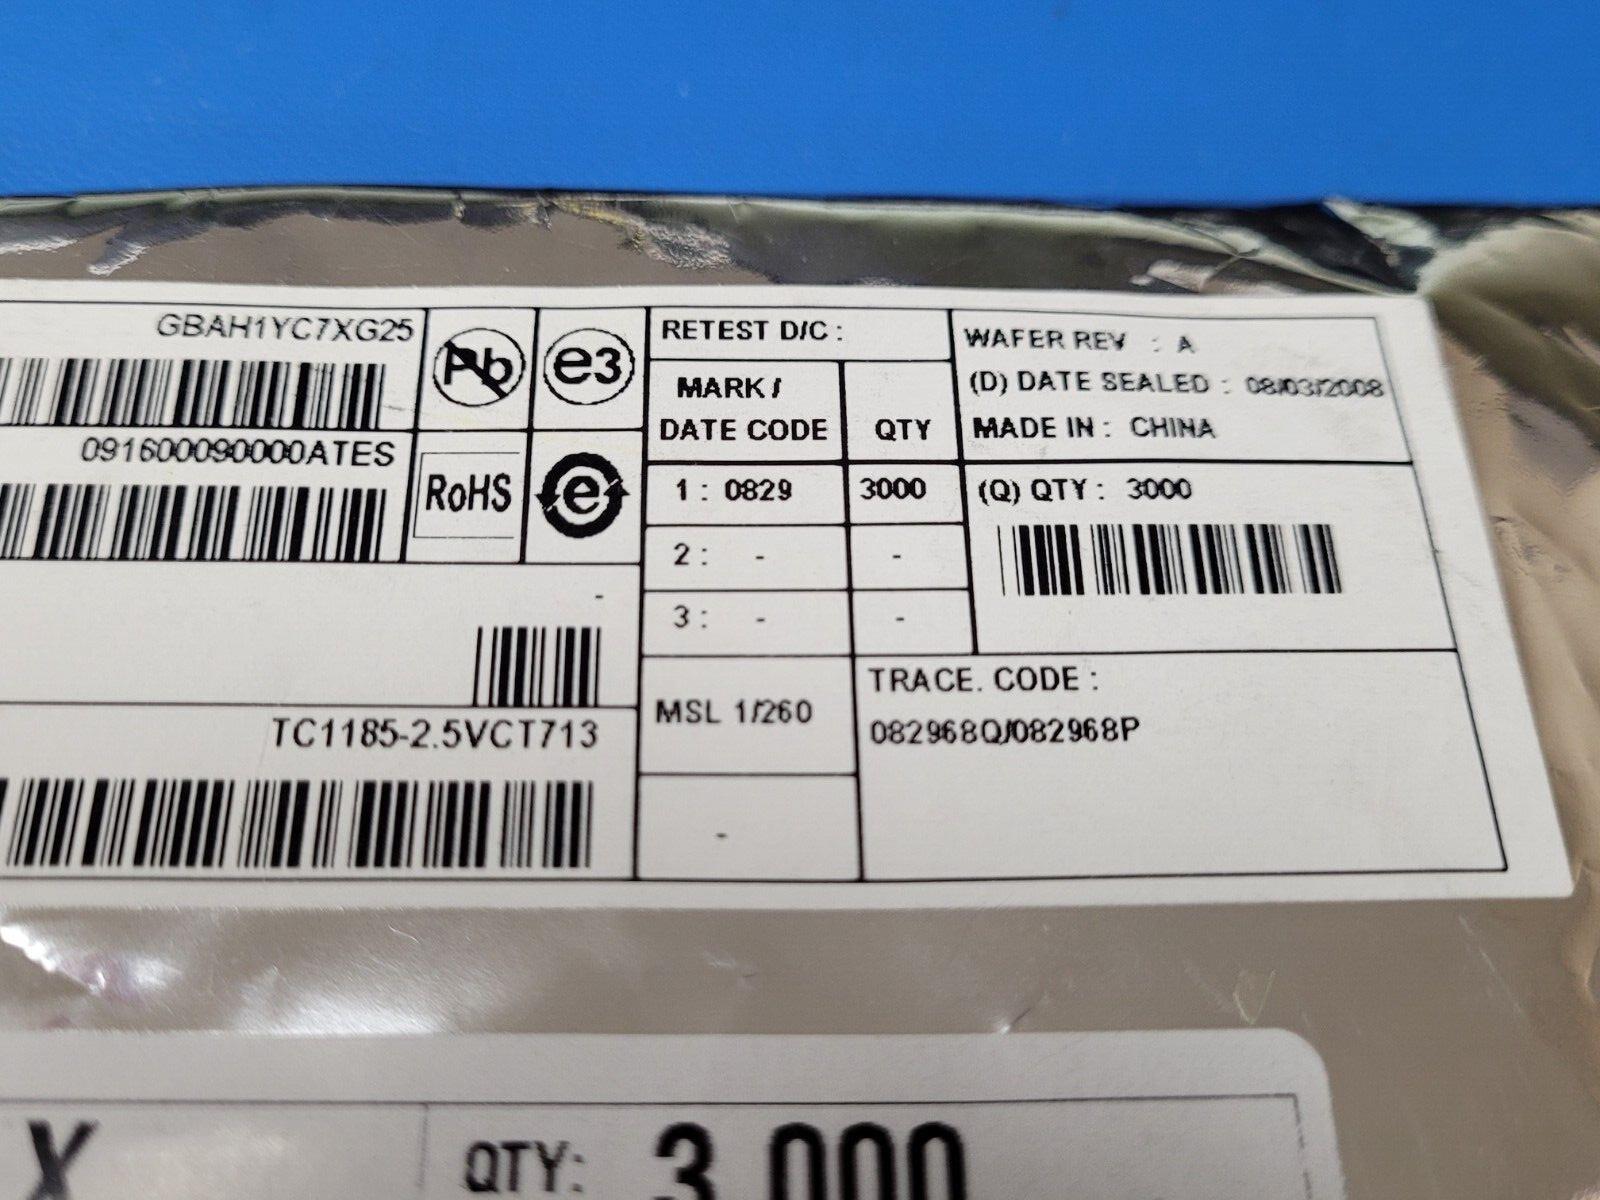 GBAH1YC7XG25
Pb
e3
RETEST D/C :
WAFER REV : A
(D) DATE SEALED : 08/03/2008
MADE IN : CHINA
MARK /
DATE CODE
QTY
091600090000ATES
RoHS
e
1 : 0829
3000
(Q) QTY : 3000
2 : -
-
3 : -
-
-
TC1185-2.5VCT713
MSL 1/260
TRACE. CODE :
082968Q/082968P
-
X
QTY: 3,000